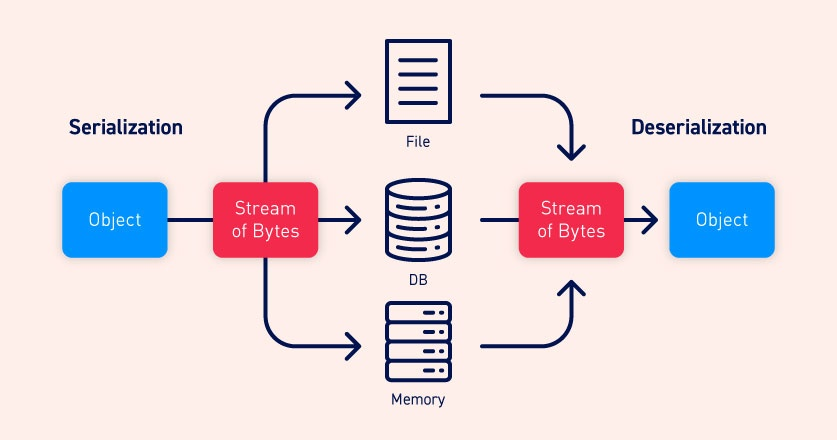 Serialization
Deserialization
File
Object
Stream
of Bytes
DB
Stream
of Bytes
Object
Memory